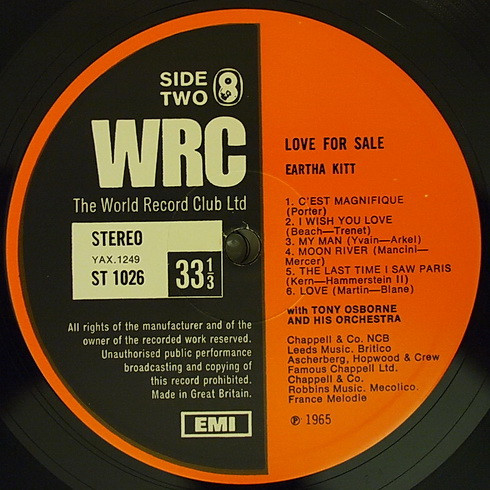 SIDE
TWO 8
WRC
The World Record Club Ltd
STEREO
YAX.1249
ST 1026
33 1/3
All rights of the manufacturer and of the
owner of the recorded work reserved.
Unauthorised public performance
broadcasting and copying of
this record prohibited.
Made in Great Britain.
EMI
LOVE FOR SALE
EARTHA KITT
1. C'EST MAGNIFIQUE
(Porter)
2. I WISH YOU LOVE
(Beach—Trenet)
3. MY MAN (Yvain—Arkel)
4. MOON RIVER (Mancini—
Mercer)
5. THE LAST TIME I SAW PARIS
(Kern—Hammerstein II)
6. LOVE (Martin—Blane)
with TONY OSBORNE
AND HIS ORCHESTRA
Chappell & Co. NCB
Leeds Music. Britico
Ascherberg, Hopwood & Crew
Famous Chappell Ltd.
Chappell & Co.
Robbins Music. Mecolico.
France Melodie
℗ 1965